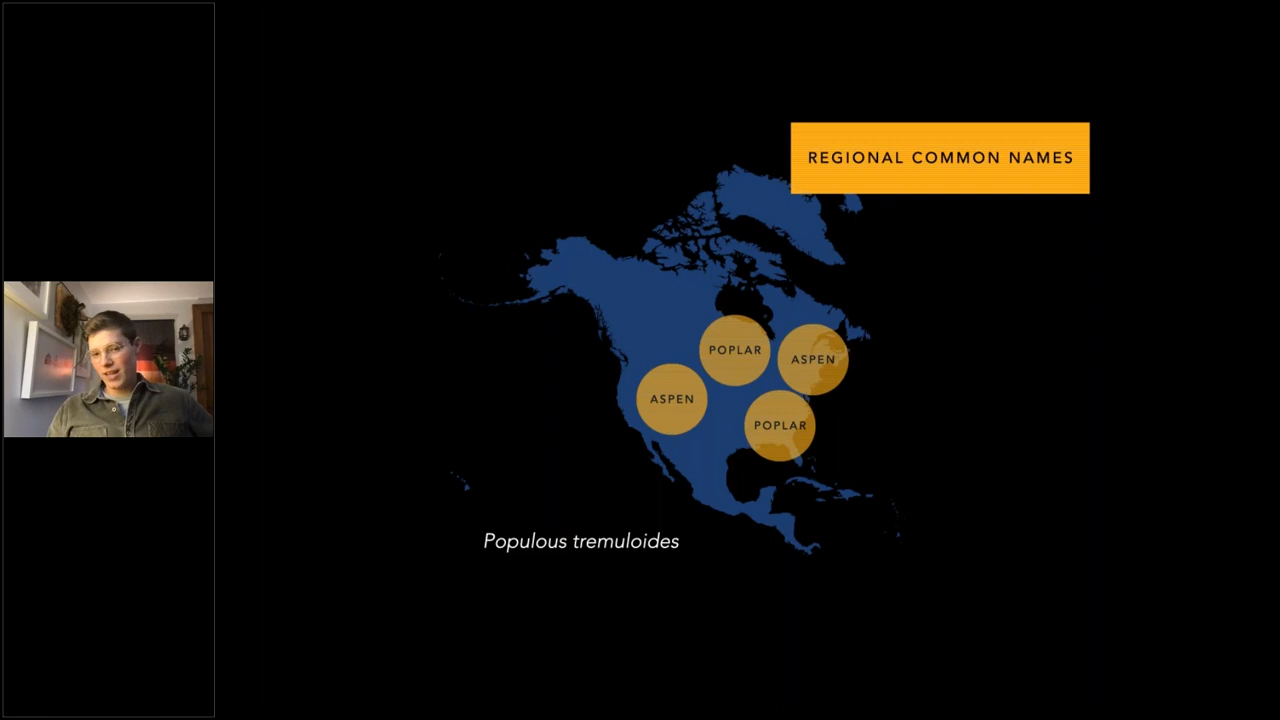 REGIONAL COMMON NAMES
POPLAR
ASPEN
ASPEN
POPLAR
Populous tremuloides